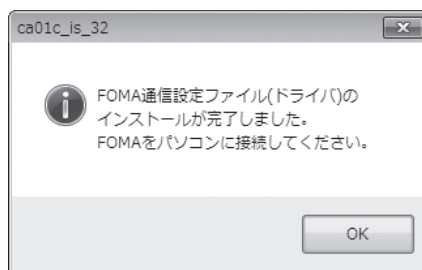 ca01c_is_32
FOMA通信設定ファイル(ドライバ)の
インストールが完了しました。
FOMAをパソコンに接続してください。
OK